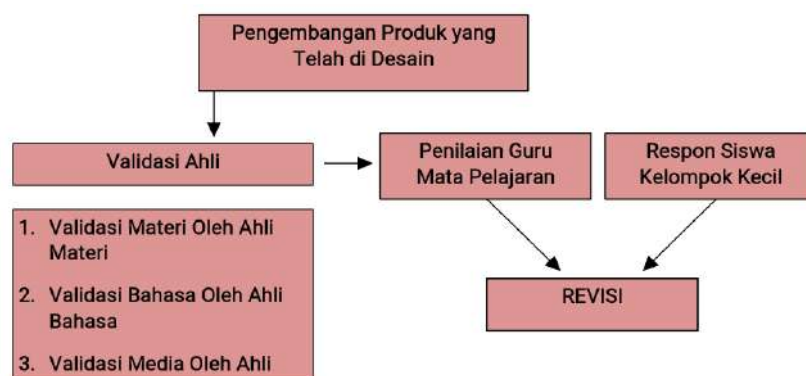 Pengembangan Produk yang
Telah di Desain
Validasi Ahli
Penilaian Guru
Mata Pelajaran
Respon Siswa
Kelompok Kecil
1. Validasi Materi Oleh Ahli
Materi
2. Validasi Bahasa Oleh Ahli
Bahasa
3. Validasi Media Oleh Ahli
REVISI